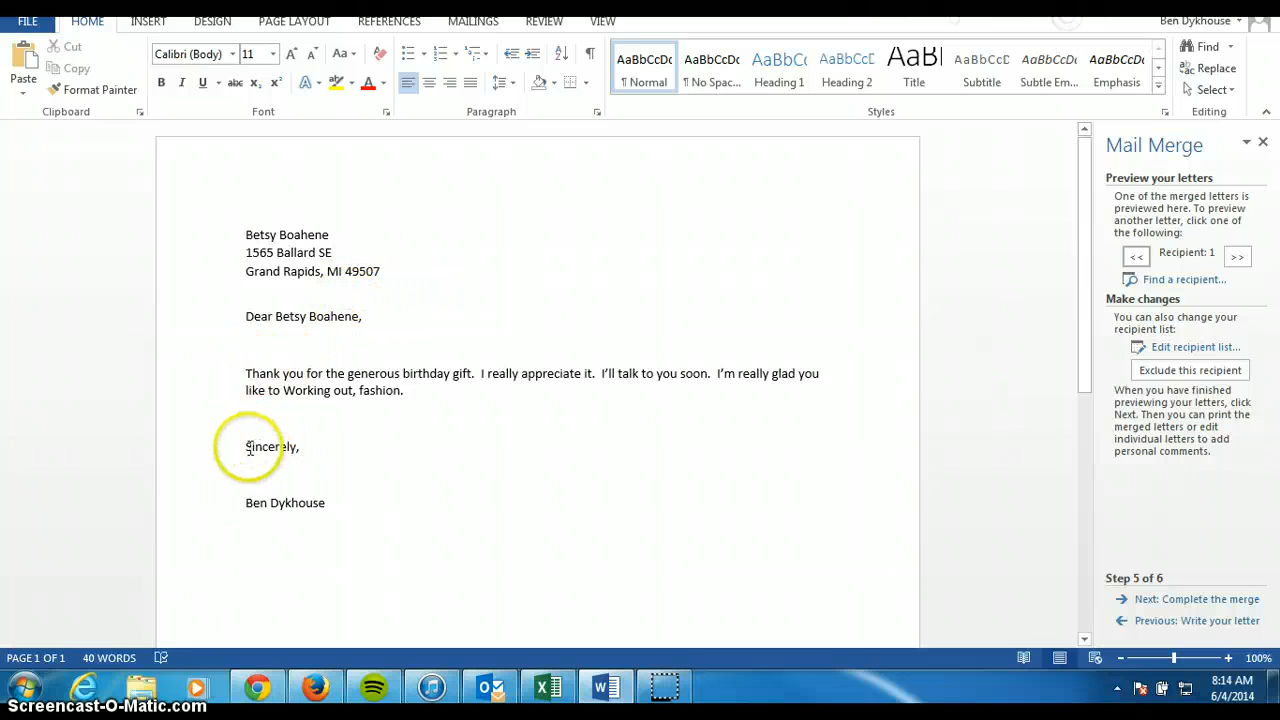 FILE HOME INSERT DESIGN PAGE LAYOUT REFERENCES MAILINGS REVIEW VIEW Ben Dykhouse
Paste
Cut
Copy
Format Painter
Clipboard
Calibri (Body) 11
Font
Paragraph
AaBbCcDc AaBbCcDc AaBbCc AaBbCcD AaBl AaBbCcD AaBbCcDc AaBbCcDc
¶ Normal ¶ No Spac... Heading 1 Heading 2 Title Subtitle Subtle Em... Emphasis
Styles
Find
Replace
Select
Editing
Betsy Boahene
1565 Ballard SE
Grand Rapids, MI 49507
Dear Betsy Boahene,
Thank you for the generous birthday gift.  I really appreciate it.  I'll talk to you soon.  I'm really glad you
like to Working out, fashion.
Sincerely,
Ben Dykhouse
Mail Merge
Preview your letters
One of the merged letters is
previewed here. To preview
another letter, click one of
the following:
<< Recipient: 1 >>
Find a recipient...
Make changes
You can also change your
recipient list:
Edit recipient list...
Exclude this recipient
When you have finished
previewing your letters, click
Next. Then you can print the
merged letters or edit
individual letters to add
personal comments.
Step 5 of 6
Next: Complete the merge
Previous: Write your letter
PAGE 1 OF 1 40 WORDS 100%
8:14 AM
6/4/2014
Screencast-O-Matic.com